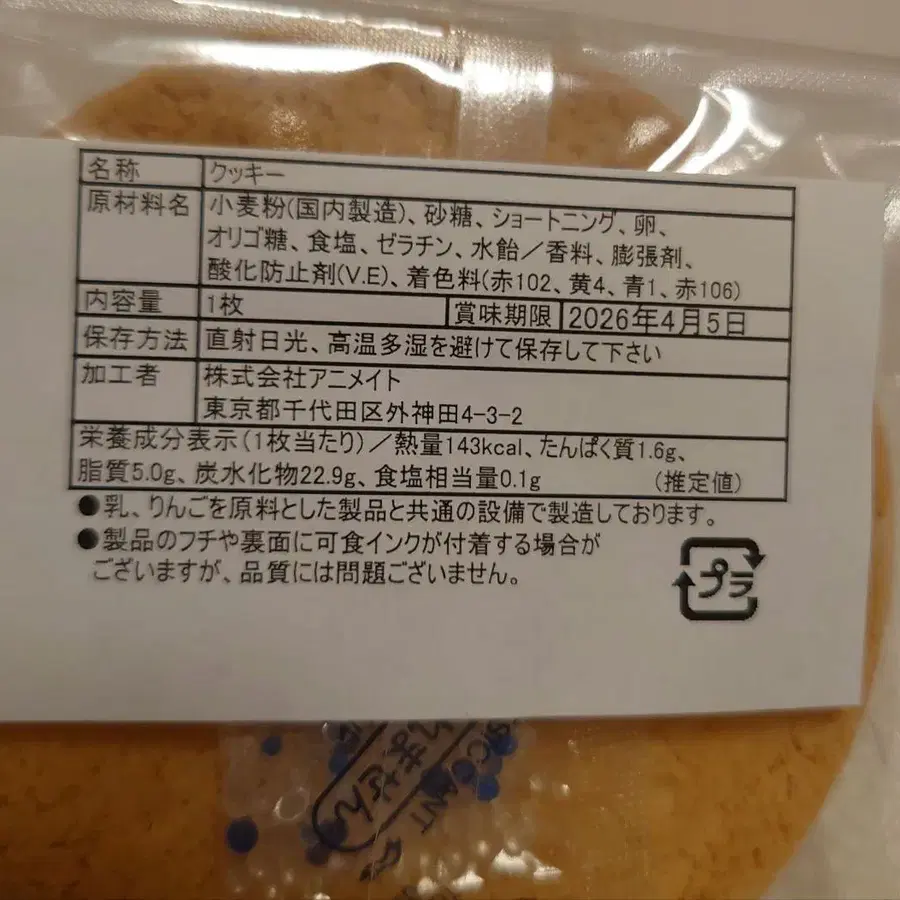 名称 クッキー
原材料名 小麦粉(国内製造)、砂糖、ショートニング、卵、
オリゴ糖、食塩、ゼラチン、水飴／香料、膨張剤、
酸化防止剤(V.E)、着色料(赤102、黄4、青1、赤106)
内容量 1枚 賞味期限 2026年4月5日
保存方法 直射日光、高温多湿を避けて保存して下さい
加工者 株式会社アニメイト
東京都千代田区外神田4-3-2
栄養成分表示(1枚当たり)／熱量143kcal、たんぱく質1.6g、
脂質5.0g、炭水化物22.9g、食塩相当量0.1g (推定値)
●乳、りんごを原料とした製品と共通の設備で製造しております。
●製品のフチや裏面に可食インクが付着する場合が
ございますが、品質には問題ございません。
プラ